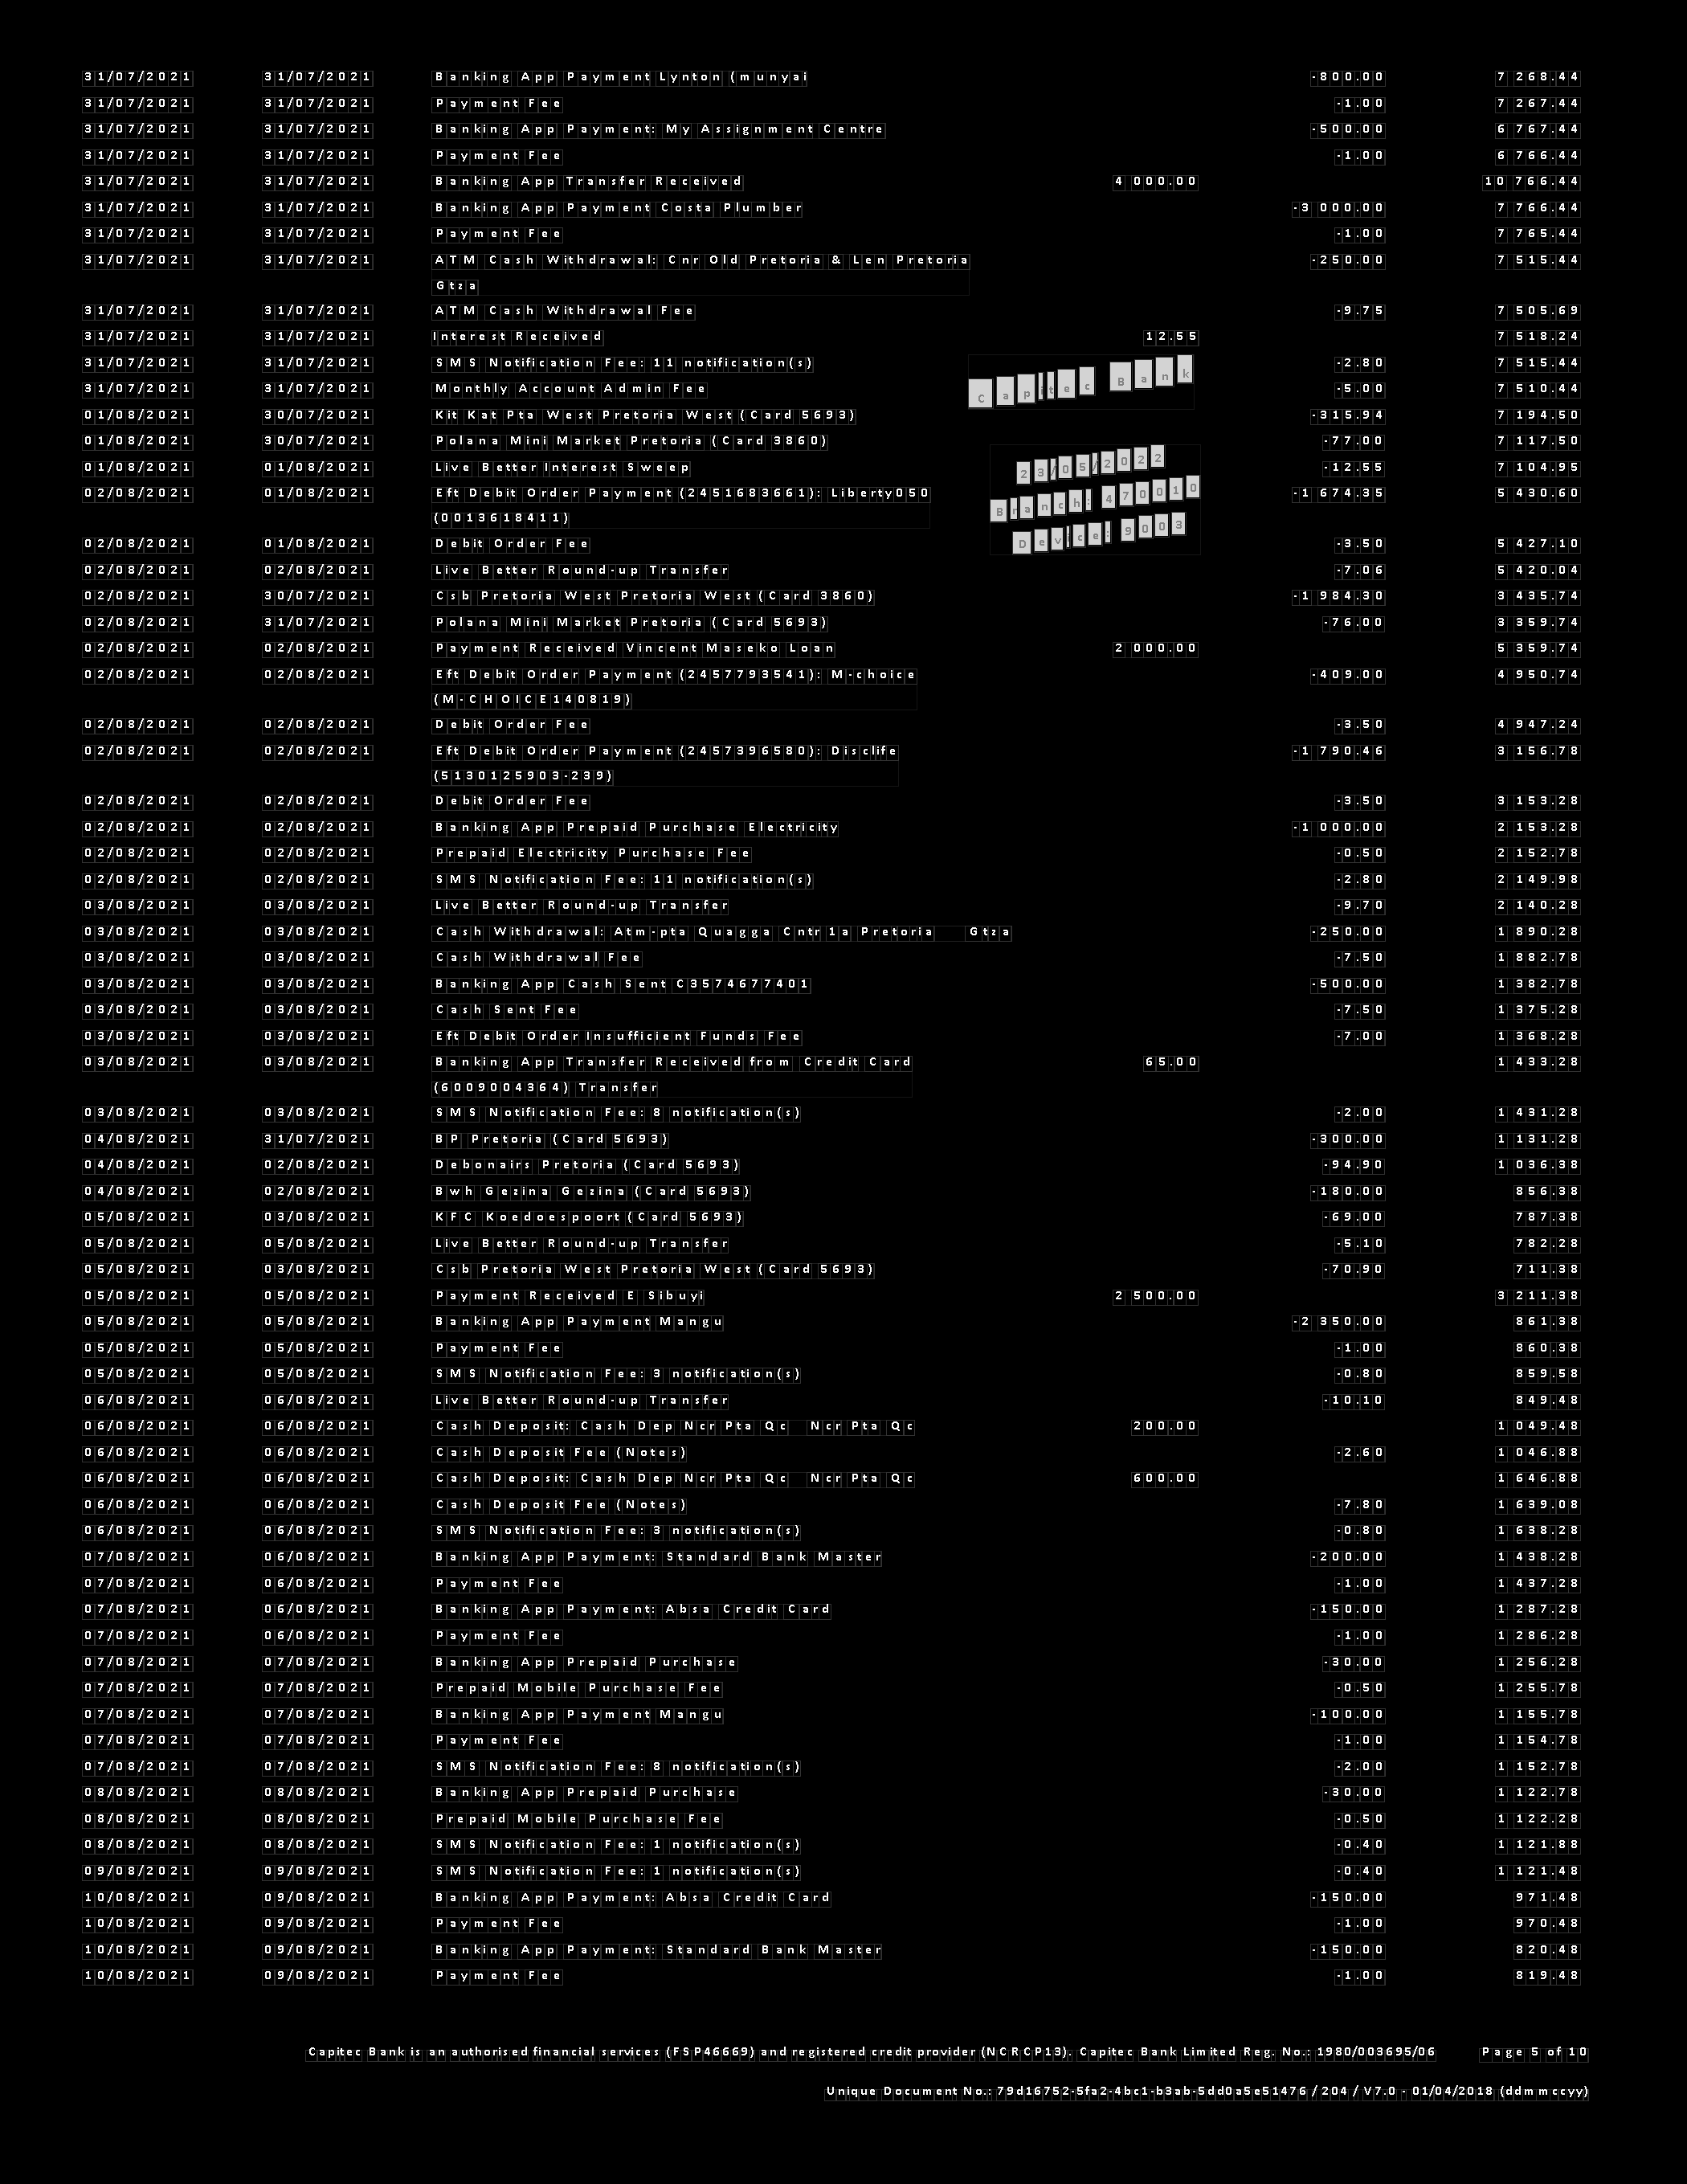 31/07/2021 31/07/2021 Banking App Payment Lynton (munyai -800.00 7 268.44
31/07/2021 31/07/2021 Payment Fee -1.00 7 267.44
31/07/2021 31/07/2021 Banking App Payment: My Assignment Centre -500.00 6 767.44
31/07/2021 31/07/2021 Payment Fee -1.00 6 766.44
31/07/2021 31/07/2021 Banking App Transfer Received 4 000.00 10 766.44
31/07/2021 31/07/2021 Banking App Payment Costa Plumber -3 000.00 7 766.44
31/07/2021 31/07/2021 Payment Fee -1.00 7 765.44
31/07/2021 31/07/2021 ATM Cash Withdrawal: Cnr Old Pretoria & Len Pretoria -250.00 7 515.44
Gtza
31/07/2021 31/07/2021 ATM Cash Withdrawal Fee -9.75 7 505.69
31/07/2021 31/07/2021 Interest Received 12.55 7 518.24
31/07/2021 31/07/2021 SMS Notification Fee: 11 notification(s) -2.80 7 515.44
Capitec Bank
31/07/2021 31/07/2021 Monthly Account Admin Fee -5.00 7 510.44
01/08/2021 30/07/2021 Kit Kat Pta West Pretoria West (Card 5693) -315.94 7 194.50
01/08/2021 30/07/2021 Polana Mini Market Pretoria (Card 3860) -77.00 7 117.50
23/05/2022
01/08/2021 01/08/2021 Live Better Interest Sweep -12.55 7 104.95
02/08/2021 01/08/2021 Eft Debit Order Payment (2451683661): Liberty050 -1 674.35 5 430.60
Branch: 470010
(0013618411)
Device: 9003
02/08/2021 01/08/2021 Debit Order Fee -3.50 5 427.10
02/08/2021 02/08/2021 Live Better Round-up Transfer -7.06 5 420.04
02/08/2021 30/07/2021 Csb Pretoria West Pretoria West (Card 3860) -1 984.30 3 435.74
02/08/2021 31/07/2021 Polana Mini Market Pretoria (Card 5693) -76.00 3 359.74
02/08/2021 02/08/2021 Payment Received Vincent Maseko Loan 2 000.00 5 359.74
02/08/2021 02/08/2021 Eft Debit Order Payment (2457793541): M-choice -409.00 4 950.74
(M-CHOICE140819)
02/08/2021 02/08/2021 Debit Order Fee -3.50 4 947.24
02/08/2021 02/08/2021 Eft Debit Order Payment (2457396580): Disclife -1 790.46 3 156.78
(5130125903-239)
02/08/2021 02/08/2021 Debit Order Fee -3.50 3 153.28
02/08/2021 02/08/2021 Banking App Prepaid Purchase Electricity -1 000.00 2 153.28
02/08/2021 02/08/2021 Prepaid Electricity Purchase Fee -0.50 2 152.78
02/08/2021 02/08/2021 SMS Notification Fee: 11 notification(s) -2.80 2 149.98
03/08/2021 03/08/2021 Live Better Round-up Transfer -9.70 2 140.28
03/08/2021 03/08/2021 Cash Withdrawal: Atm-pta Quagga Cntr 1a Pretoria Gtza -250.00 1 890.28
03/08/2021 03/08/2021 Cash Withdrawal Fee -7.50 1 882.78
03/08/2021 03/08/2021 Banking App Cash Sent C3574677401 -500.00 1 382.78
03/08/2021 03/08/2021 Cash Sent Fee -7.50 1 375.28
03/08/2021 03/08/2021 Eft Debit Order Insufficient Funds Fee -7.00 1 368.28
03/08/2021 03/08/2021 Banking App Transfer Received from Credit Card 65.00 1 433.28
(6009004364) Transfer
03/08/2021 03/08/2021 SMS Notification Fee: 8 notification(s) -2.00 1 431.28
04/08/2021 31/07/2021 BP Pretoria (Card 5693) -300.00 1 131.28
04/08/2021 02/08/2021 Debonairs Pretoria (Card 5693) -94.90 1 036.38
04/08/2021 02/08/2021 Bwh Gezina Gezina (Card 5693) -180.00 856.38
05/08/2021 03/08/2021 KFC Koedoespoort (Card 5693) -69.00 787.38
05/08/2021 05/08/2021 Live Better Round-up Transfer -5.10 782.28
05/08/2021 03/08/2021 Csb Pretoria West Pretoria West (Card 5693) -70.90 711.38
05/08/2021 05/08/2021 Payment Received E Sibuyi 2 500.00 3 211.38
05/08/2021 05/08/2021 Banking App Payment Mangu -2 350.00 861.38
05/08/2021 05/08/2021 Payment Fee -1.00 860.38
05/08/2021 05/08/2021 SMS Notification Fee: 3 notification(s) -0.80 859.58
06/08/2021 06/08/2021 Live Better Round-up Transfer -10.10 849.48
06/08/2021 06/08/2021 Cash Deposit: Cash Dep Ncr Pta Qc Ncr Pta Qc 200.00 1 049.48
06/08/2021 06/08/2021 Cash Deposit Fee (Notes) -2.60 1 046.88
06/08/2021 06/08/2021 Cash Deposit: Cash Dep Ncr Pta Qc Ncr Pta Qc 600.00 1 646.88
06/08/2021 06/08/2021 Cash Deposit Fee (Notes) -7.80 1 639.08
06/08/2021 06/08/2021 SMS Notification Fee: 3 notification(s) -0.80 1 638.28
07/08/2021 06/08/2021 Banking App Payment: Standard Bank Master -200.00 1 438.28
07/08/2021 06/08/2021 Payment Fee -1.00 1 437.28
07/08/2021 06/08/2021 Banking App Payment: Absa Credit Card -150.00 1 287.28
07/08/2021 06/08/2021 Payment Fee -1.00 1 286.28
07/08/2021 07/08/2021 Banking App Prepaid Purchase -30.00 1 256.28
07/08/2021 07/08/2021 Prepaid Mobile Purchase Fee -0.50 1 255.78
07/08/2021 07/08/2021 Banking App Payment Mangu -100.00 1 155.78
07/08/2021 07/08/2021 Payment Fee -1.00 1 154.78
07/08/2021 07/08/2021 SMS Notification Fee: 8 notification(s) -2.00 1 152.78
08/08/2021 08/08/2021 Banking App Prepaid Purchase -30.00 1 122.78
08/08/2021 08/08/2021 Prepaid Mobile Purchase Fee -0.50 1 122.28
08/08/2021 08/08/2021 SMS Notification Fee: 1 notification(s) -0.40 1 121.88
09/08/2021 09/08/2021 SMS Notification Fee: 1 notification(s) -0.40 1 121.48
10/08/2021 09/08/2021 Banking App Payment: Absa Credit Card -150.00 971.48
10/08/2021 09/08/2021 Payment Fee -1.00 970.48
10/08/2021 09/08/2021 Banking App Payment: Standard Bank Master -150.00 820.48
10/08/2021 09/08/2021 Payment Fee -1.00 819.48
Capitec Bank is an authorised financial services (FSP46669) and registered credit provider (NCRCP13). Capitec Bank Limited Reg. No.: 1980/003695/06 Page 5 of 10
Unique Document No.: 79d16752-5fa2-4bc1-b3ab-5dd0a5e51476 / 204 / V7.0 - 01/04/2018 (ddmmccyy)